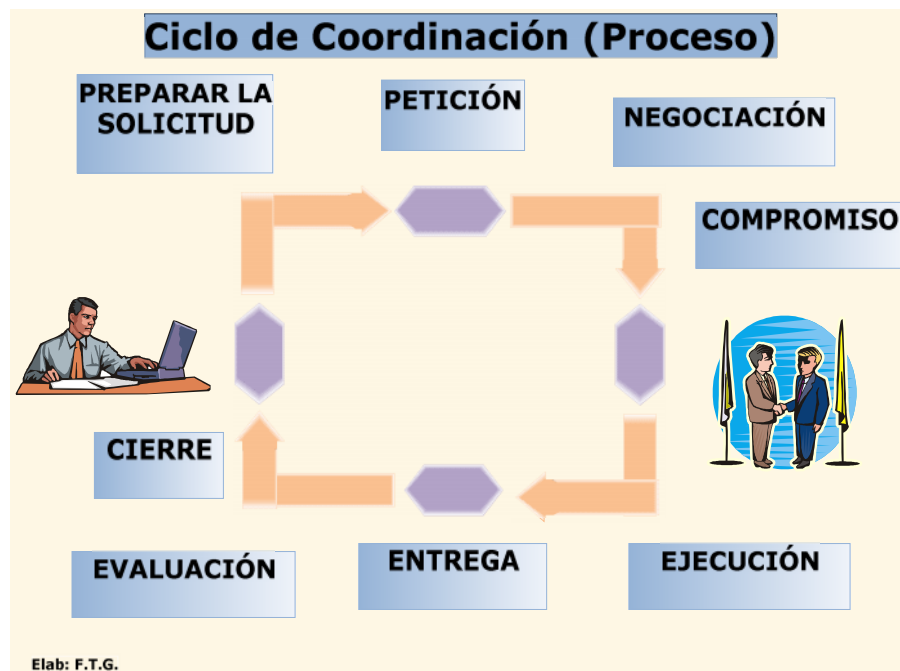 Ciclo de Coordinación (Proceso)
PREPARAR LA
SOLICITUD
PETICIÓN
NEGOCIACIÓN
COMPROMISO
CIERRE
EVALUACIÓN
ENTREGA
EJECUCIÓN
Elab: F.T.G.